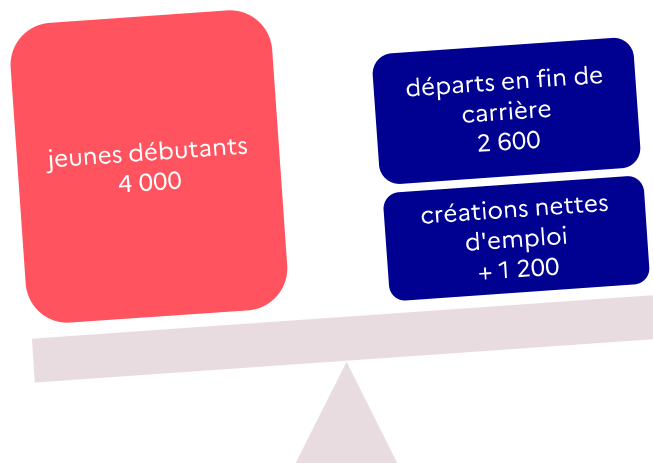 jeunes débutants
4 000
départs en fin de
carrière
2 600
créations nettes
d'emploi
+ 1 200